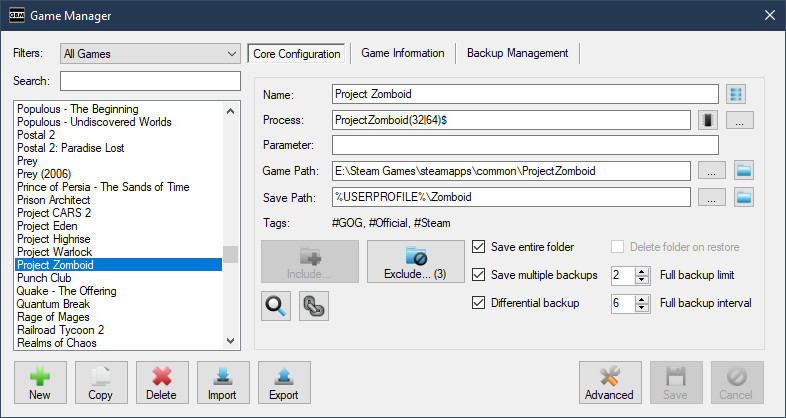 GBM Game Manager
Filters: All Games
Search:
Core Configuration Game Information Backup Management
Populous - The Beginning
Populous - Undiscovered Worlds
Postal 2
Postal 2: Paradise Lost
Prey
Prey (2006)
Prince of Persia - The Sands of Time
Prison Architect
Project CARS 2
Project Eden
Project Highrise
Project Warlock
Project Zomboid
Punch Club
Quake - The Offering
Quantum Break
Rage of Mages
Railroad Tycoon 2
Realms of Chaos
Name: Project Zomboid
Process: ProjectZomboid(32|64)$ ...
Parameter:
Game Path: E:\Steam Games\steamapps\common\ProjectZomboid ...
Save Path: %USERPROFILE%\Zomboid ...
Tags: #GOG, #Official, #Steam
Include... Exclude... (3)
Save entire folder Delete folder on restore
Save multiple backups 2 Full backup limit
Differential backup 6 Full backup interval
New Copy Delete Import Export Advanced Save Cancel